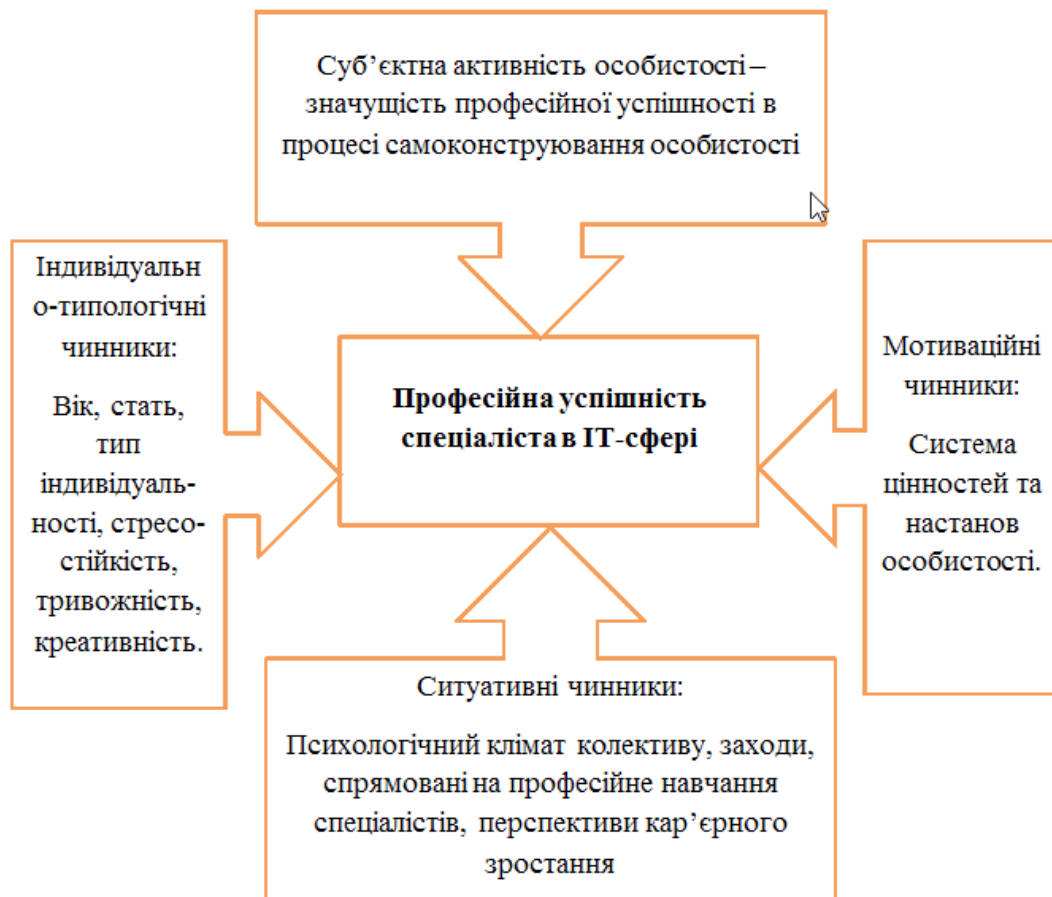 Суб’єктна активність особистості –
значущість професійної успішності в
процесі самоконструювання особистості
Індивідуальн
о-типологічні
чинники:
Вік, стать,
тип
індивідуаль-
ності, стресо-
стійкість,
тривожність,
креативність.
Професійна успішність
спеціаліста в ІТ-сфері
Мотиваційні
чинники:
Система
цінностей та
настанов
особистості.
Ситуативні чинники:
Психологічний клімат колективу, заходи,
спрямовані на професійне навчання
спеціалістів, перспективи кар’єрного
зростання